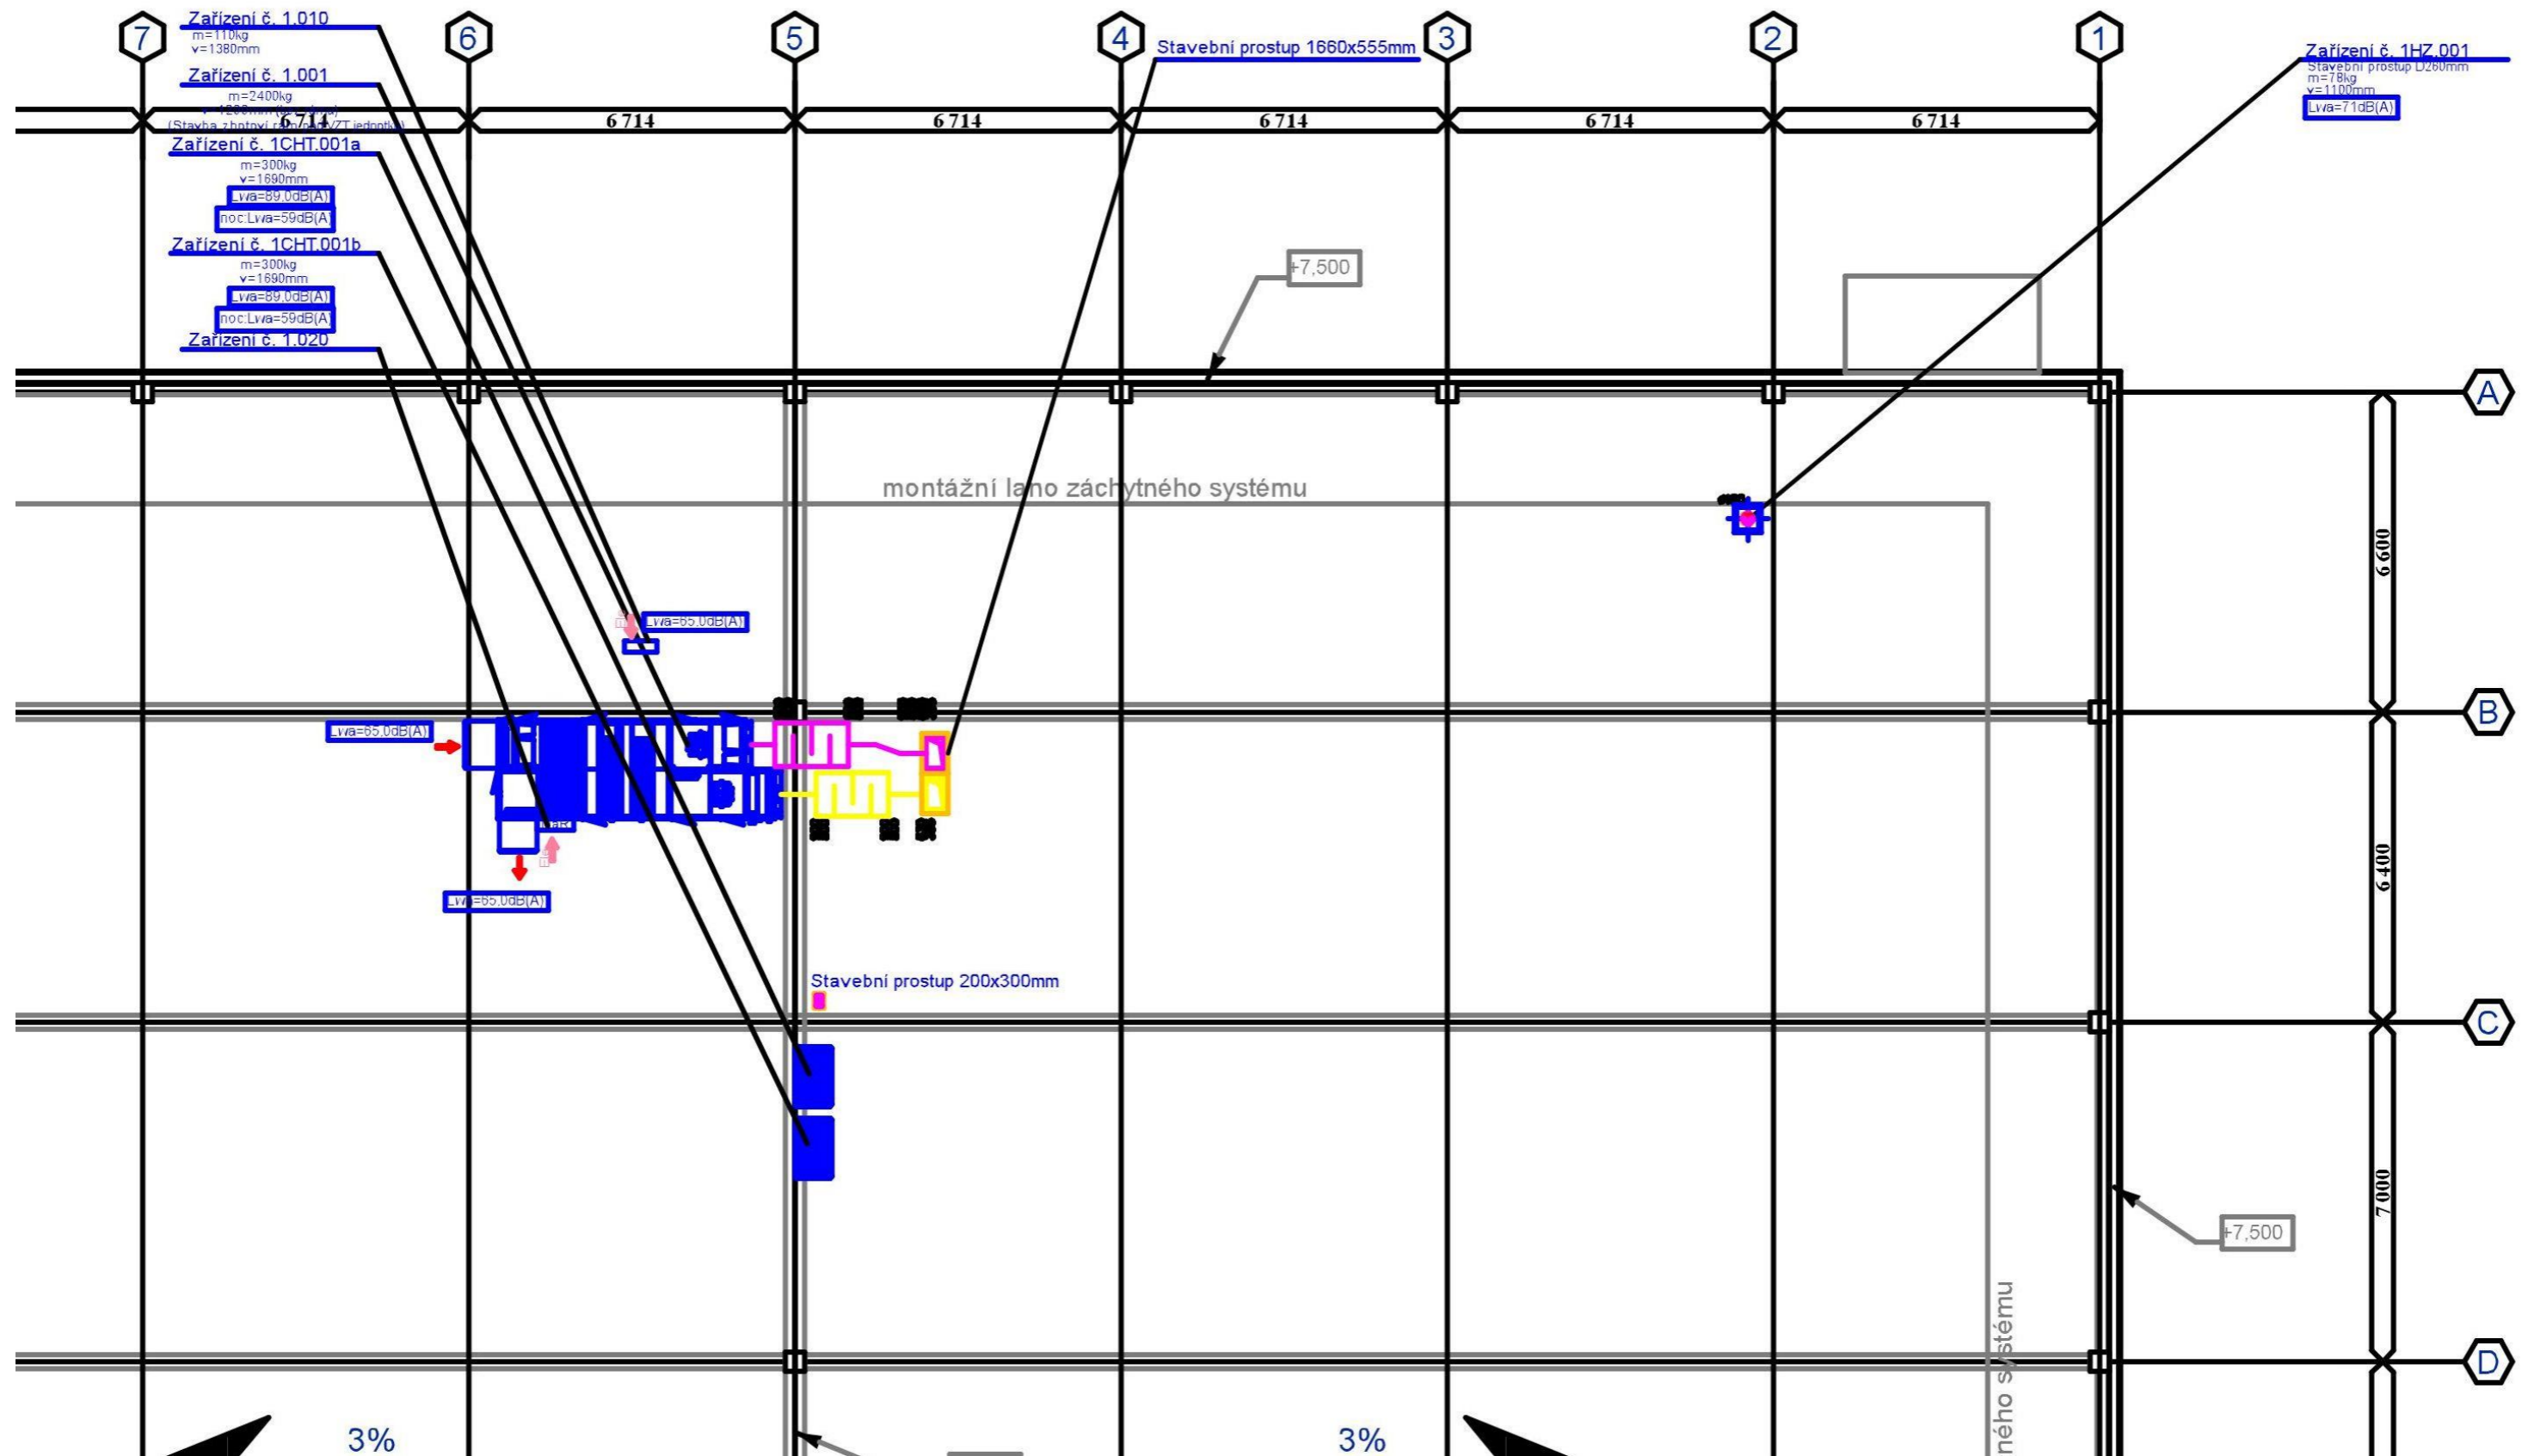 7
6
5
4
3
2
1
Zařízení č. 1.010
m=110kg
v=1380mm
Zařízení č. 1.001
m=2400kg
Zařízení č. 1CHT.001a
m=300kg
v=1690mm
Lwa=89,0dB(A)
noc:Lwa=59dB(A)
Zařízení č. 1CHT.001b
m=300kg
v=1690mm
Lwa=89,0dB(A)
noc:Lwa=59dB(A)
Zařízení č. 1.020
Stavební prostup 1660x555mm
Zařízení č. 1HZ.001
Stavební prostup D260mm
m=78kg
v=1100mm
Lwa=71dB(A)
6 714
6 714
6 714
6 714
6 714
6 714
+7,500
A
montážní lano záchytného systému
6 600
Lwa=65,0dB(A)
B
Lwa=65,0dB(A)
6 400
Lwa=65,0dB(A)
Stavební prostup 200x300mm
C
7 000
+7,500
ného systému
D
3%
3%